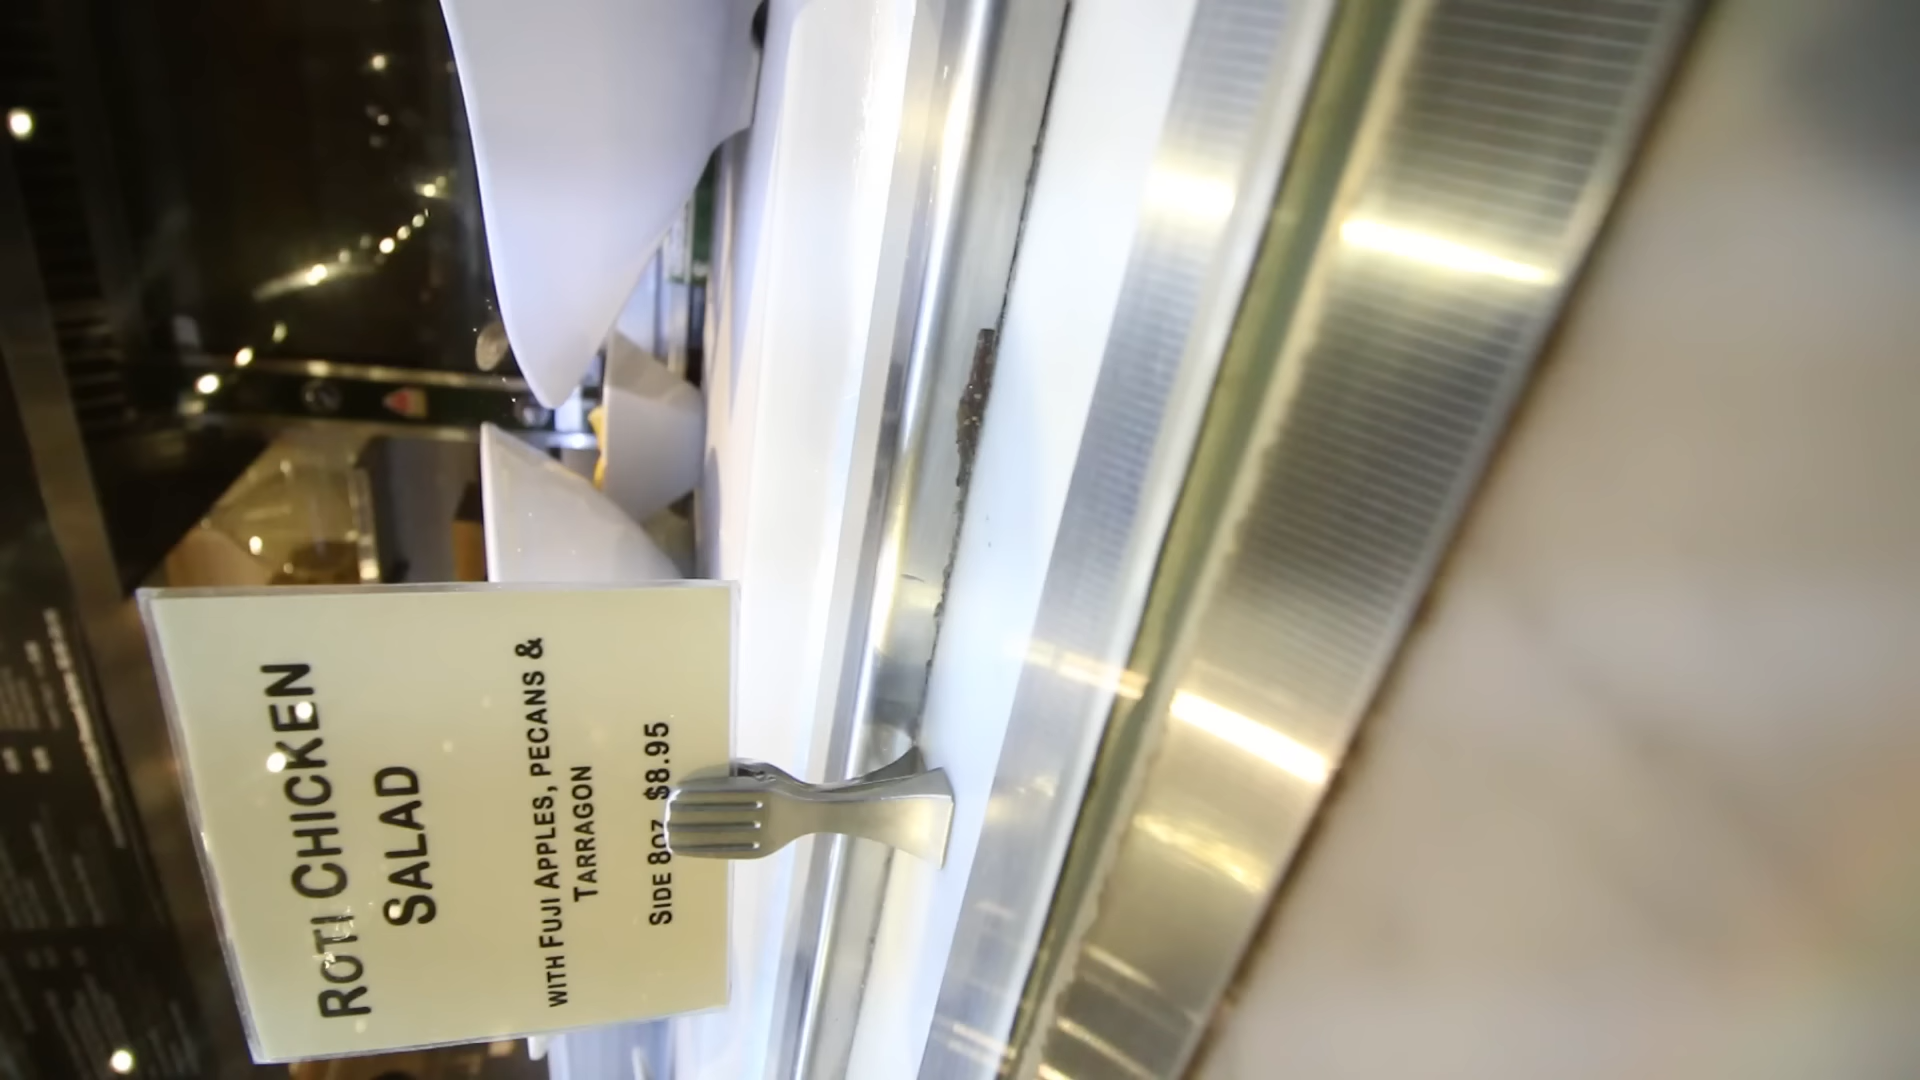 ROTI CHICKEN
SALAD
WITH FUJI APPLES, PECANS &
TARRAGON
SIDE 8OZ $8.95